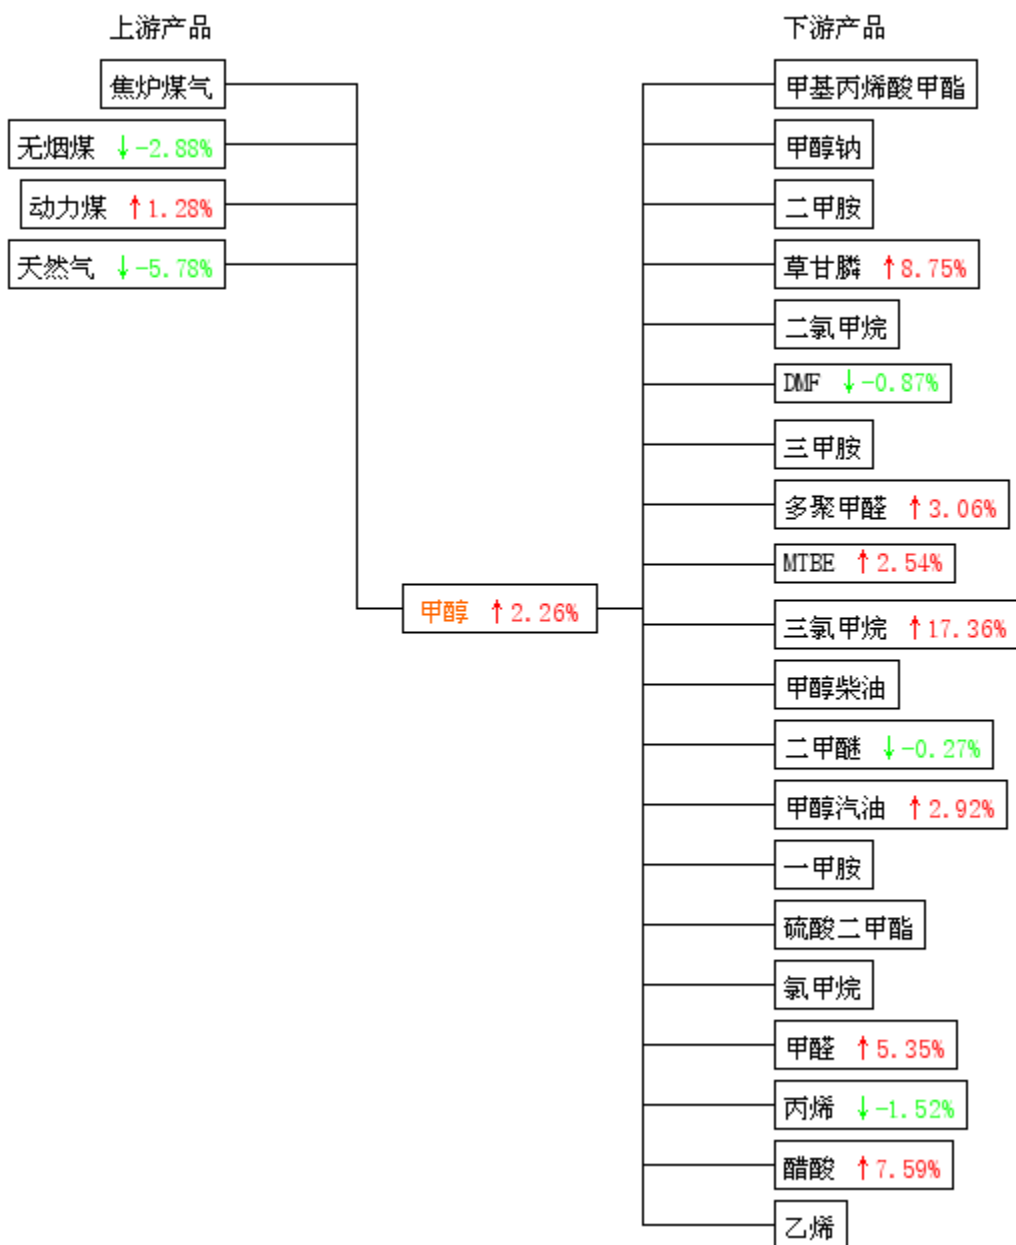 上游产品
焦炉煤气
无烟煤 ↓-2.88%
动力煤 ↑1.28%
天然气 ↓-5.78%
甲醇 ↑2.26%
下游产品
甲基丙烯酸甲酯
甲醇钠
二甲胺
草甘膦 ↑8.75%
二氯甲烷
DMF ↓-0.87%
三甲胺
多聚甲醛 ↑3.06%
MTBE ↑2.54%
三氯甲烷 ↑17.36%
甲醇柴油
二甲醚 ↓-0.27%
甲醇汽油 ↑2.92%
一甲胺
硫酸二甲酯
氯甲烷
甲醛 ↑5.35%
丙烯 ↓-1.52%
醋酸 ↑7.59%
乙烯